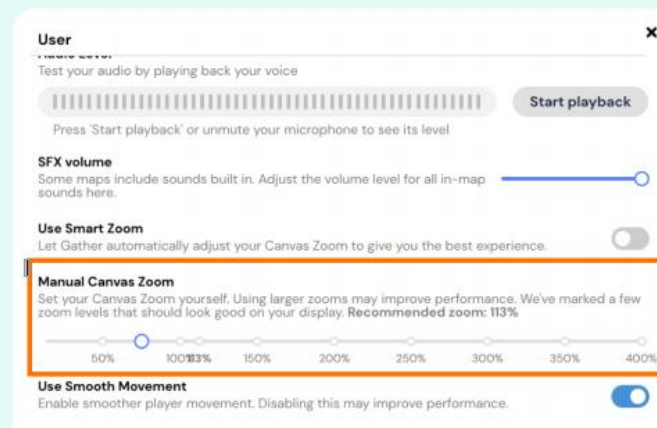 User
Audio Level
Test your audio by playing back your voice
Start playback
Press 'Start playback' or unmute your microphone to see its level
SFX volume
Some maps include sounds built in. Adjust the volume level for all in-map
sounds here.
Use Smart Zoom
Let Gather automatically adjust your Canvas Zoom to give you the best experience.
Manual Canvas Zoom
Set your Canvas Zoom yourself. Using larger zooms may improve performance. We've marked a few
zoom levels that should look good on your display. Recommended zoom: 113%
50% 100% 113% 150% 200% 250% 300% 350% 400%
Use Smooth Movement
Enable smoother player movement. Disabling this may improve performance.